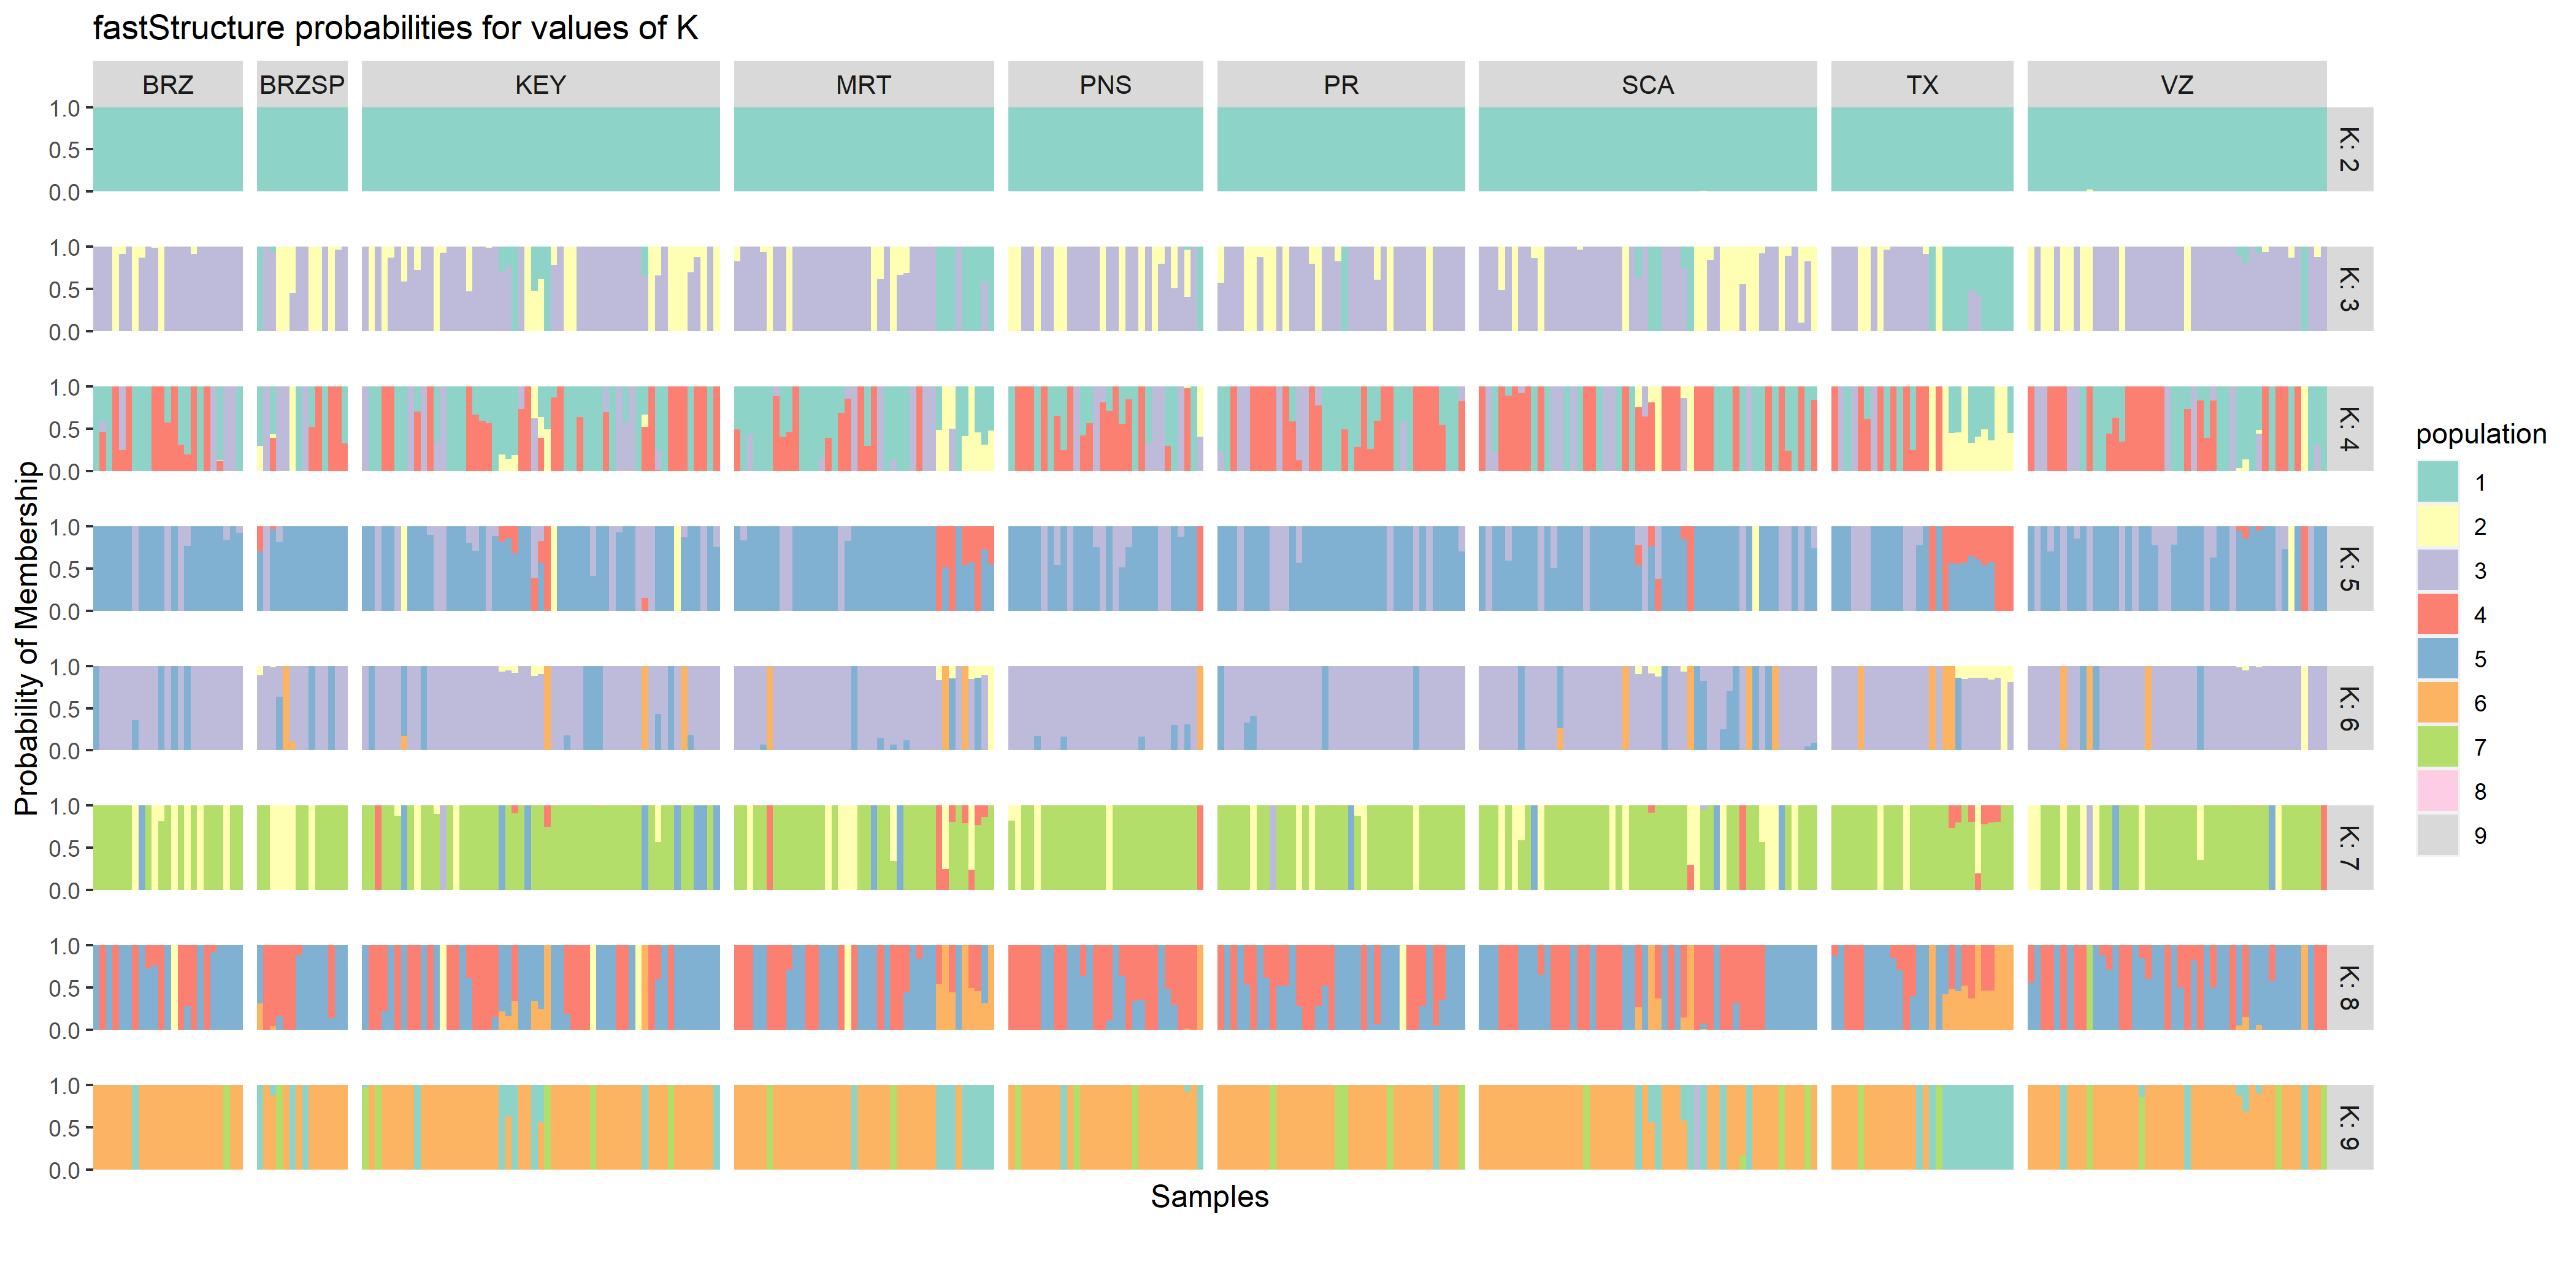 fastStructure probabilities for values of K
BRZ BRZSP KEY MRT PNS PR SCA TX VZ
1.0
0.5
0.0
K: 2
1.0
0.5
0.0
K: 3
1.0
0.5
0.0
K: 4
1.0
0.5
0.0
K: 5
1.0
0.5
0.0
K: 6
1.0
0.5
0.0
K: 7
1.0
0.5
0.0
K: 8
1.0
0.5
0.0
K: 9
Probability of Membership
Samples
population
1
2
3
4
5
6
7
8
9